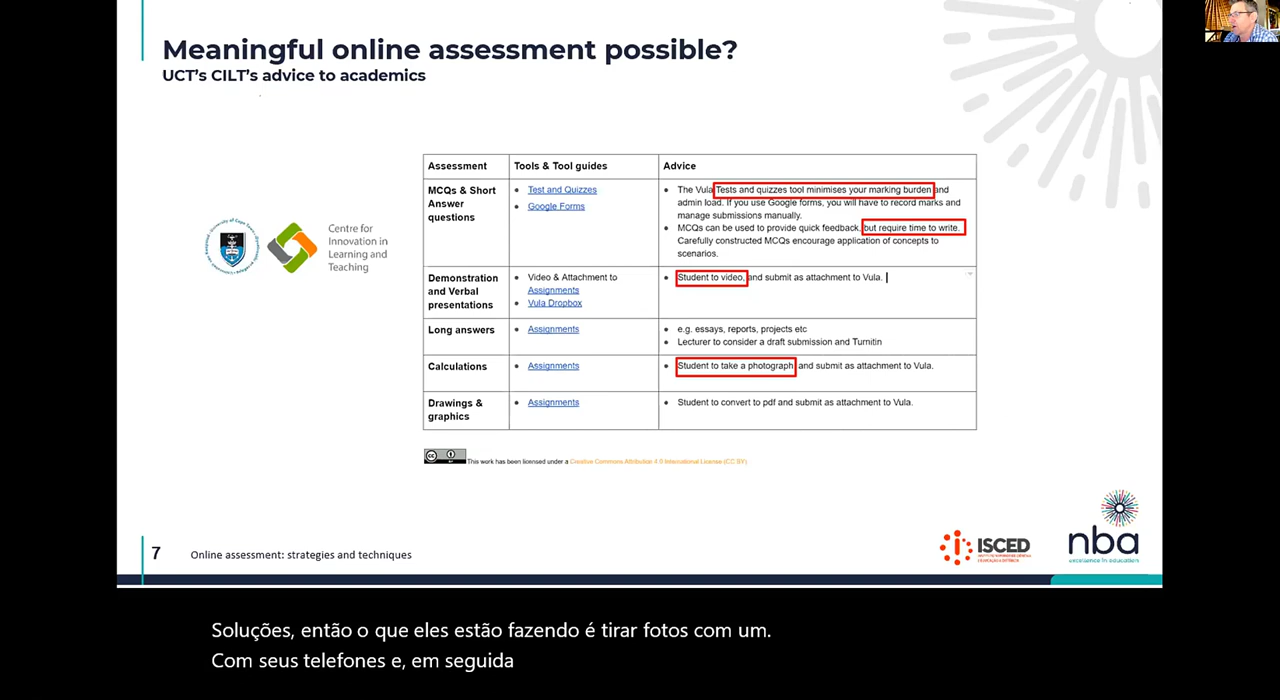 Meaningful online assessment possible?
UCT's CILT's advice to academics
Centre for
Innovation in
Learning and
Teaching
Assessment
Tools & Tool guides
Advice
MCQs & Short
Answer
questions
Test and Quizzes
Google Forms
The Vula Tests and quizzes tool minimises your marking burden and
admin load. If you use Google forms, you will have to record marks and
manage submissions manually.
MCQs can be used to provide quick feedback, but require time to write.
Carefully constructed MCQs encourage application of concepts to
scenarios.
Demonstration
and Verbal
presentations
Video & Attachment to
Assignments
Vula Dropbox
Student to video, and submit as attachment to Vula.
Long answers
Assignments
e.g. essays, reports, projects etc
Lecturer to consider a draft submission and Turnitin
Calculations
Assignments
Student to take a photograph and submit as attachment to Vula.
Drawings &
graphics
Assignments
Student to convert to pdf and submit as attachment to Vula.
This work has been licensed under a Creative Commons Attribution 4.0 International License (CC BY)
7
Online assessment: strategies and techniques
ISCED
nba
excellence in education
Soluções, então o que eles estão fazendo é tirar fotos com um.
Com seus telefones e, em seguida